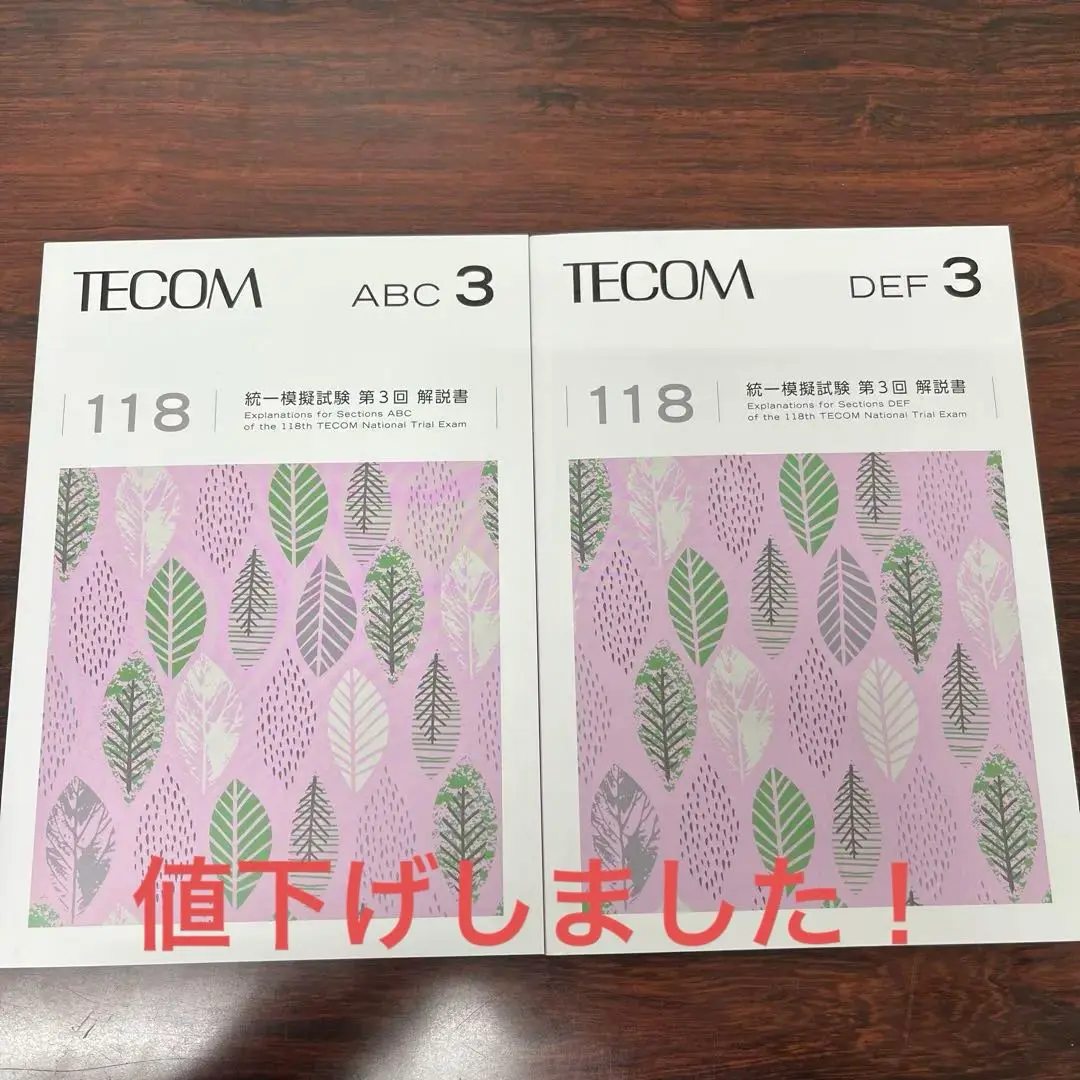 TECOM
ABC 3
118
統一模擬試験 第3回 解説書
Explanations for Sections ABC
of the 118th TECOM National Trial Exam
TECOM
DEF 3
118
統一模擬試験 第3回 解説書
Explanations for Sections DEF
of the 118th TECOM National Trial Exam
値下げしました！